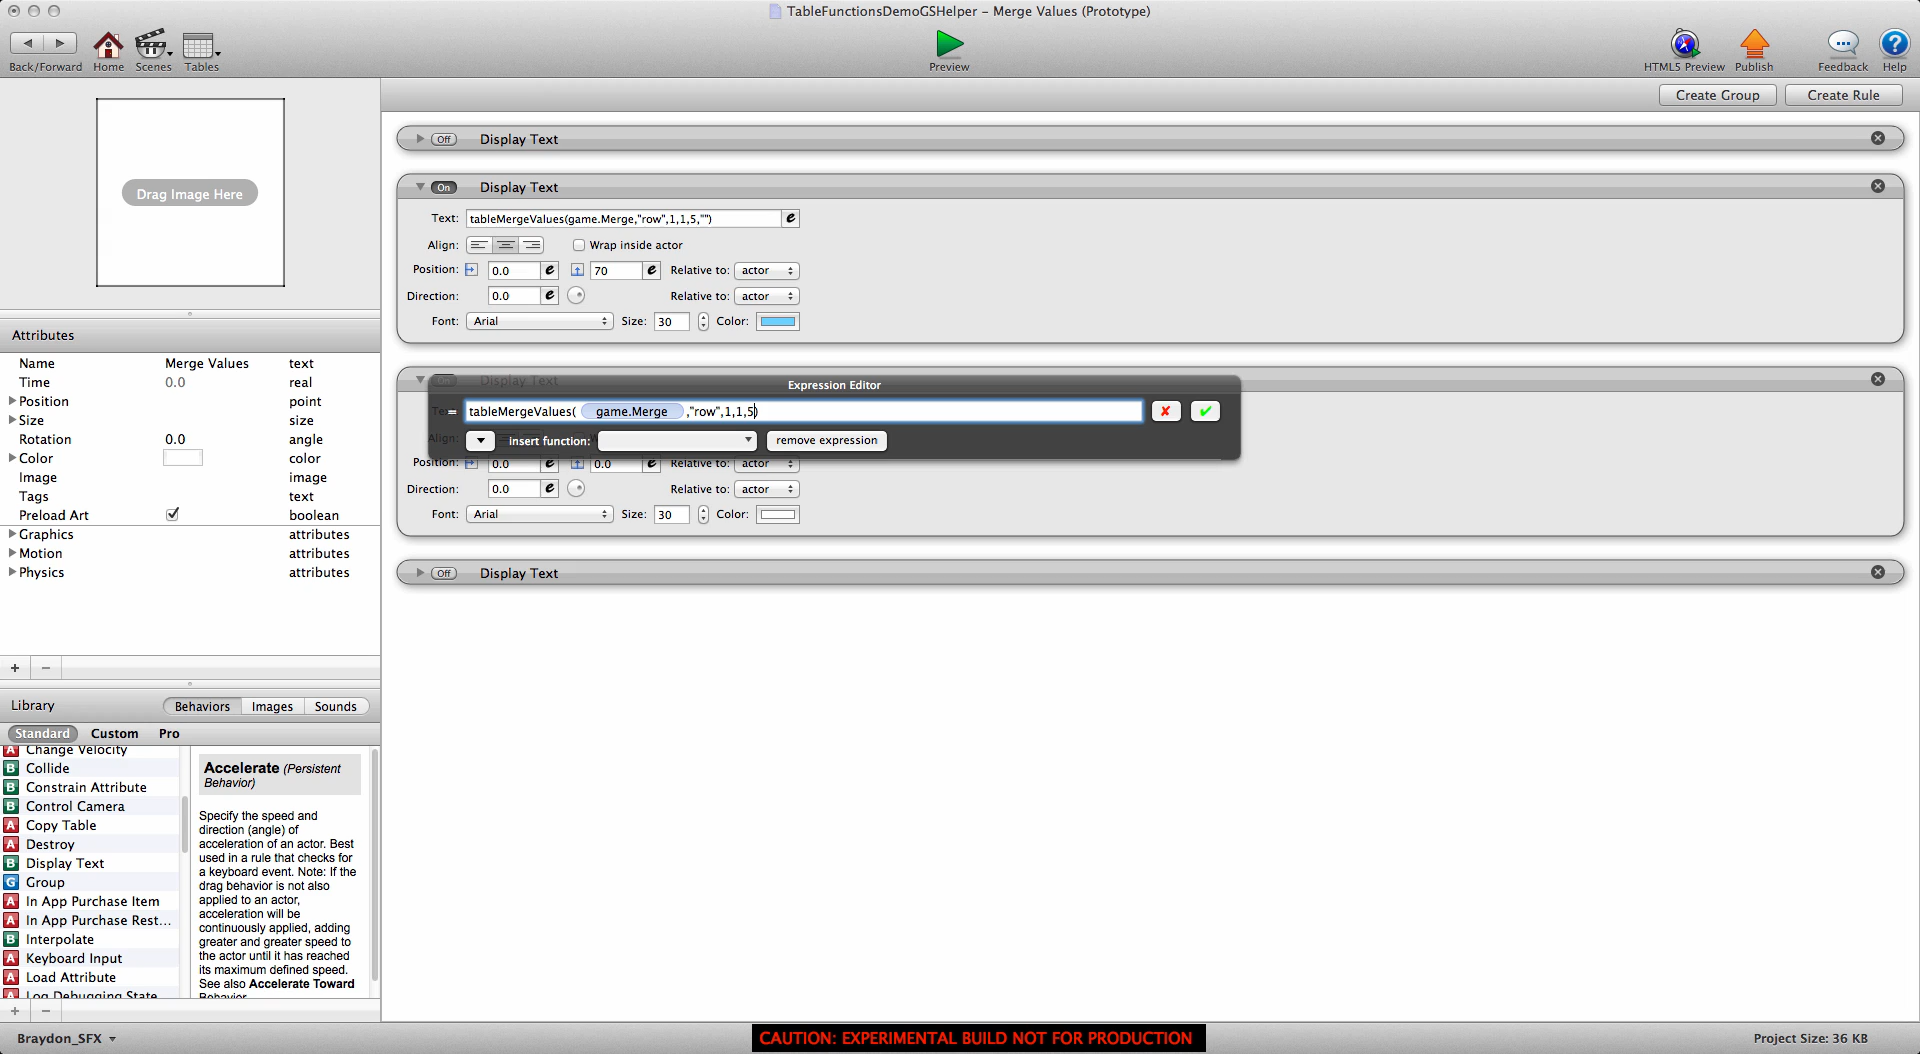 TableFunctionsDemoGSHelper – Merge Values (Prototype)
Back/Forward
Home
Scenes
Tables
Preview
HTML5 Preview
Publish
Feedback
Help
Create Group
Create Rule
Drag Image Here
Attributes
Name Merge Values text
Time 0.0 real
Position point
Size size
Rotation 0.0 angle
Color color
Image image
Tags text
Preload Art boolean
Graphics attributes
Motion attributes
Physics attributes
Library Behaviors Images Sounds
Standard Custom Pro
A Change Velocity
B Collide
B Constrain Attribute
B Control Camera
A Copy Table
A Destroy
B Display Text
G Group
A In App Purchase Item
A In App Purchase Rest...
B Interpolate
A Keyboard Input
A Load Attribute
A Log Debugging State
Accelerate (Persistent
Behavior)
Specify the speed and
direction (angle) of
acceleration of an actor. Best
used in a rule that checks for
a keyboard event. Note: If the
drag behavior is not also
applied to an actor,
acceleration will be
continuously applied, adding
greater and greater speed to
the actor until it has reached
its maximum defined speed.
See also Accelerate Toward
Behavior
Off Display Text
On Display Text
Text: tableMergeValues(game.Merge,"row",1,1,5,"") e
Align: Wrap inside actor
Position: 0.0 e 70 e Relative to: actor
Direction: 0.0 e Relative to: actor
Font: Arial Size: 30 Color:
On Display Text
Expression Editor
= tableMergeValues( game.Merge ,"row",1,1,5)
Align:
insert function: remove expression
Position: 0.0 e 0.0 e Relative to: actor
Direction: 0.0 e Relative to: actor
Font: Arial Size: 30 Color:
Off Display Text
Braydon_SFX
CAUTION: EXPERIMENTAL BUILD NOT FOR PRODUCTION
Project Size: 36 KB